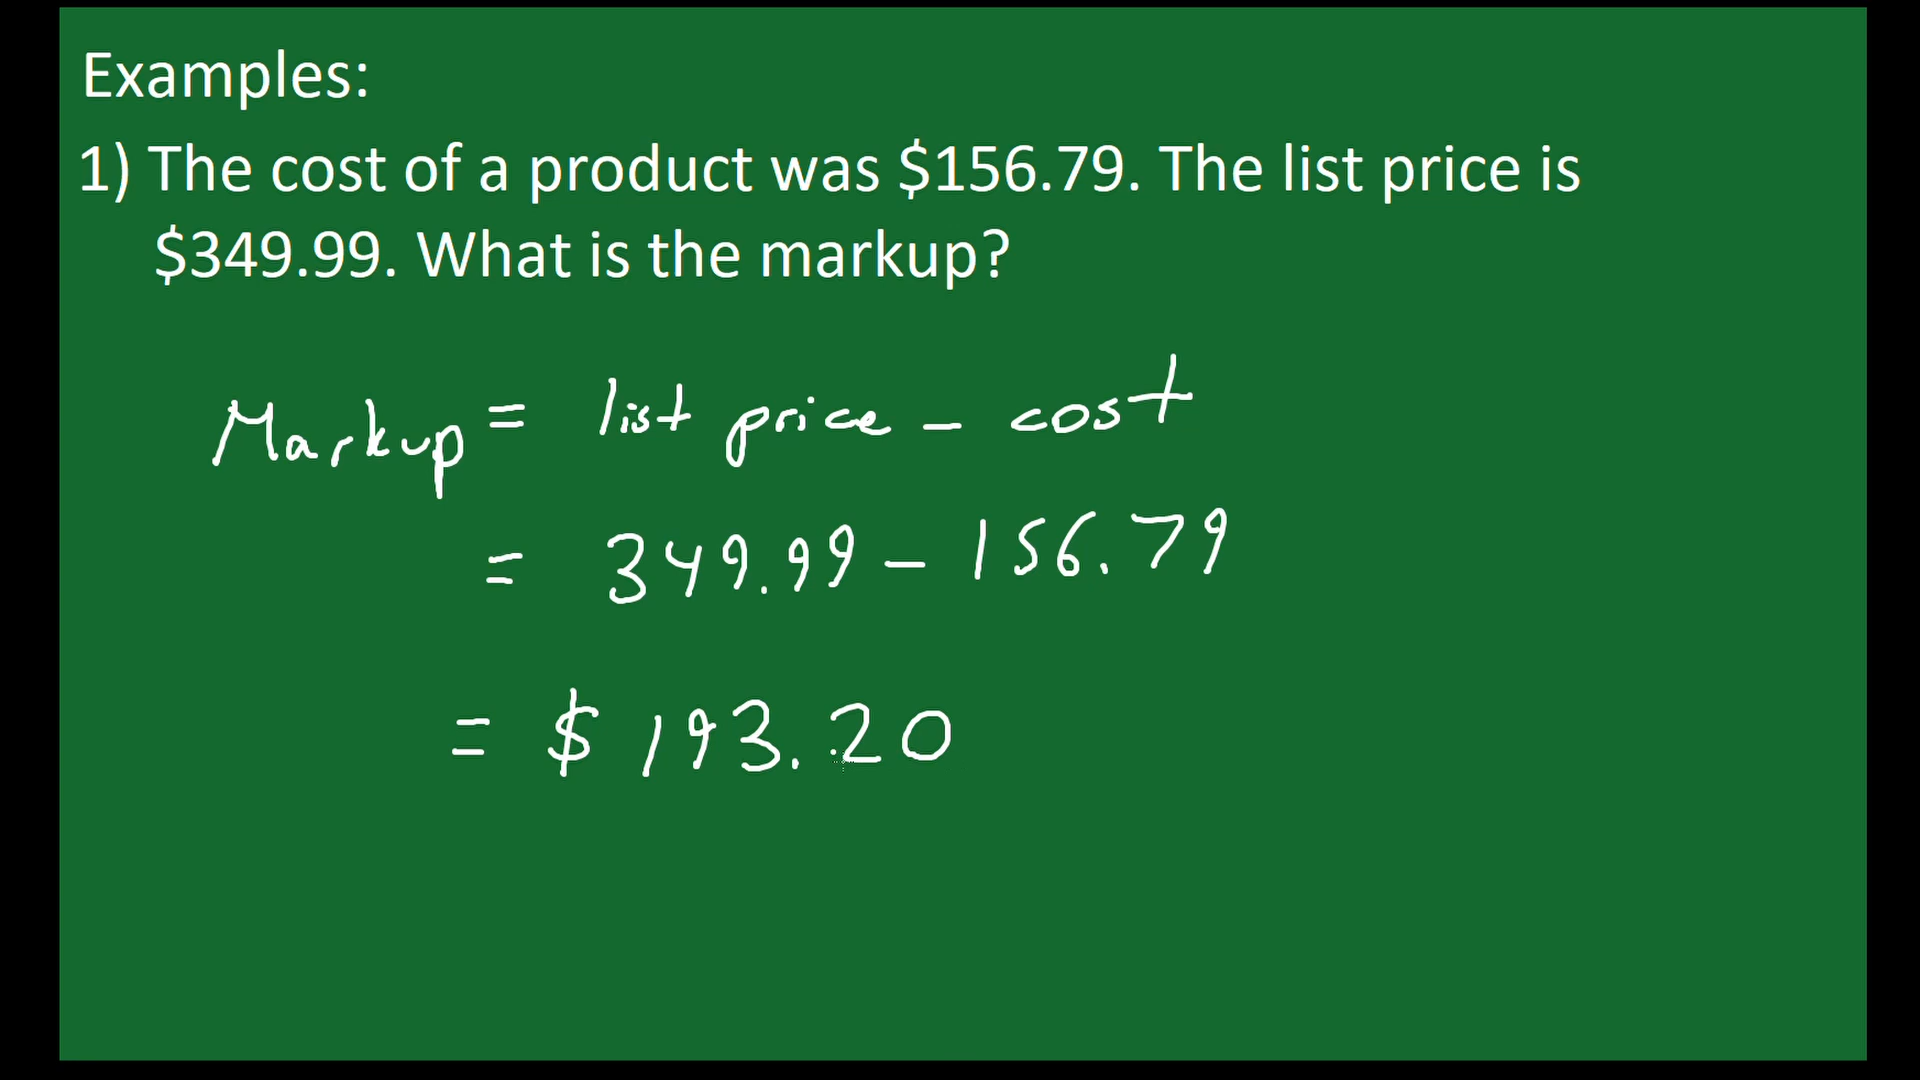 Examples:
1) The cost of a product was $156.79. The list price is
$349.99. What is the markup?
Markup = list price - cost
= 349.99 - 156.79
= $ 193.20